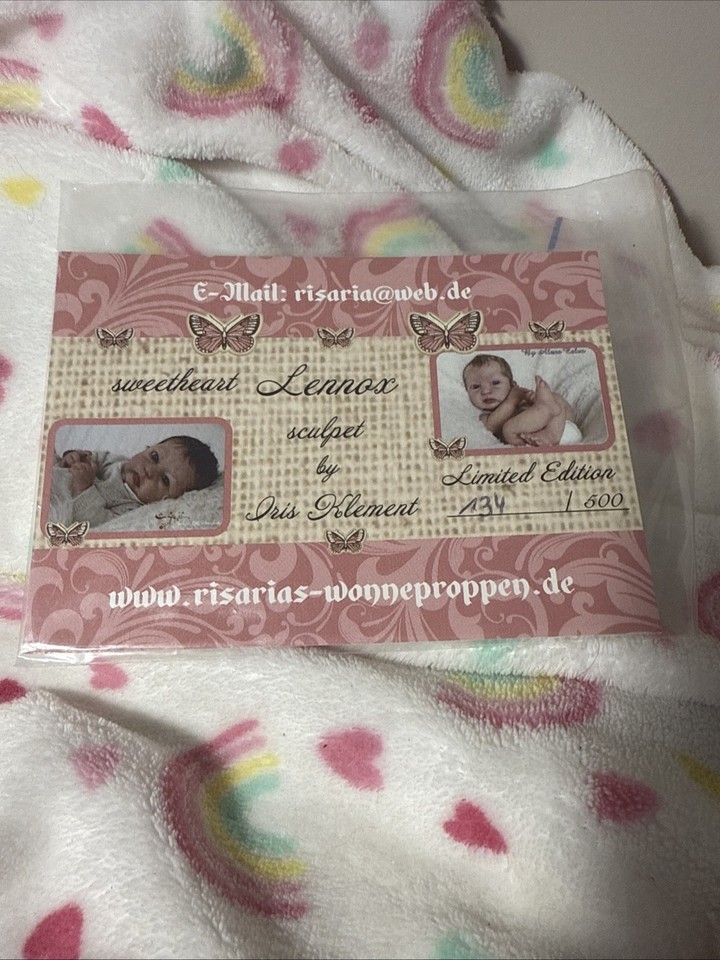 E-Mail: risaria@web.de
sweetheart Lennox
sculpet
by
Iris Klement
Limited Edition
134 / 500
www.risarias-wonneproppen.de